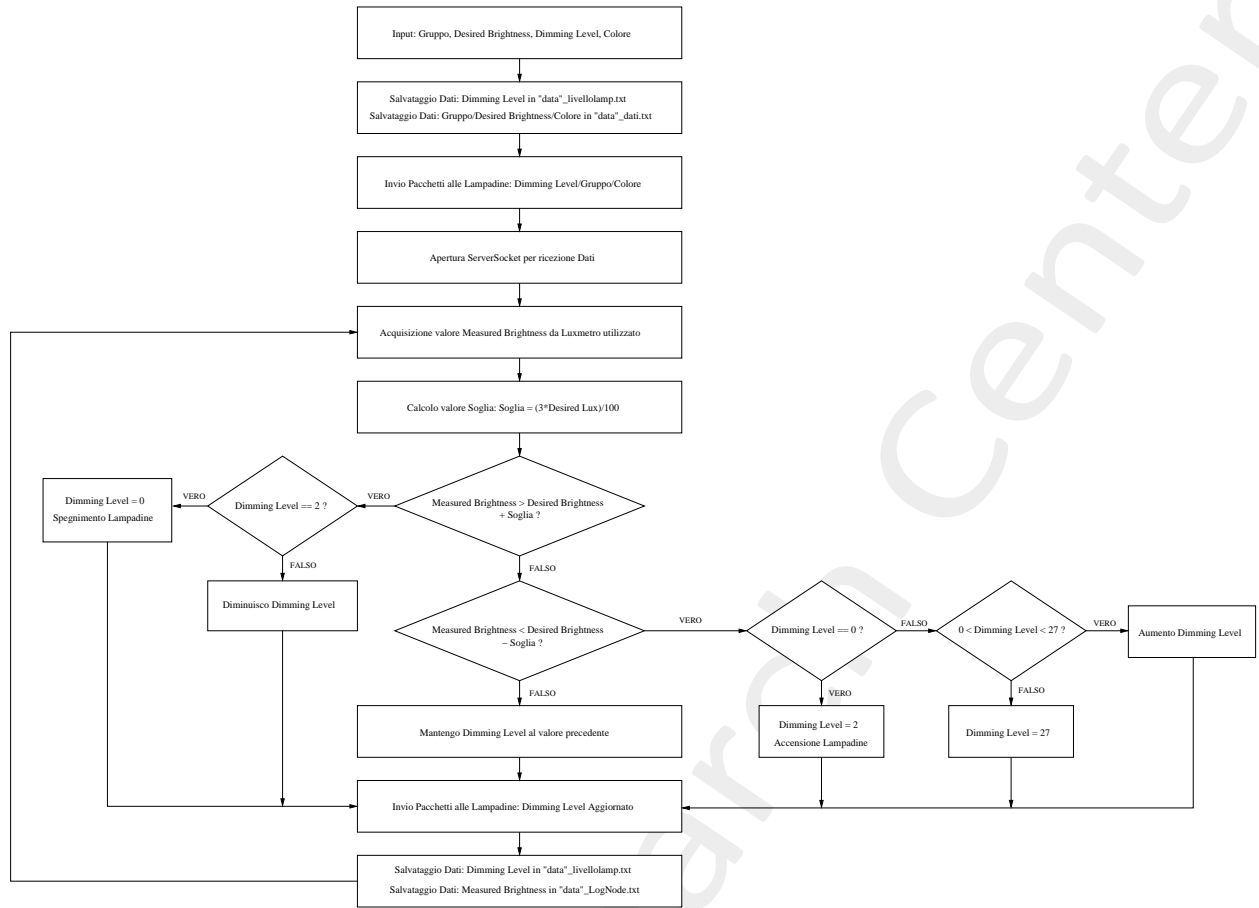 Input: Gruppo, Desired Brightness, Dimming Level, Colore
Salvataggio Dati: Dimming Level in "data"_livellolamp.txt
Salvataggio Dati: Gruppo/Desired Brightness/Colore in "data"_dati.txt
Invio Pacchetti alle Lampadine: Dimming Level/Gruppo/Colore
Apertura ServerSocket per ricezione Dati
Acquisizione valore Measured Brightness da Luxmetro utilizzato
Calcolo valore Soglia: Soglia = (3*Desired Lux)/100
Measured Brightness > Desired Brightness
+ Soglia ?
VERO
Dimming Level == 2 ?
VERO
Dimming Level = 0
Spegnimento Lampadine
FALSO
Diminuisco Dimming Level
FALSO
Measured Brightness < Desired Brightness
– Soglia ?
VERO
Dimming Level == 0 ?
FALSO
0 < Dimming Level < 27 ?
VERO
Aumento Dimming Level
FALSO
VERO
FALSO
Mantengo Dimming Level al valore precedente
Dimming Level = 2
Accensione Lampadine
Dimming Level = 27
Invio Pacchetti alle Lampadine: Dimming Level Aggiornato
Salvataggio Dati: Dimming Level in "data"_livellolamp.txt
Salvataggio Dati: Measured Brightness in "data"_LogNode.txt
arch Center